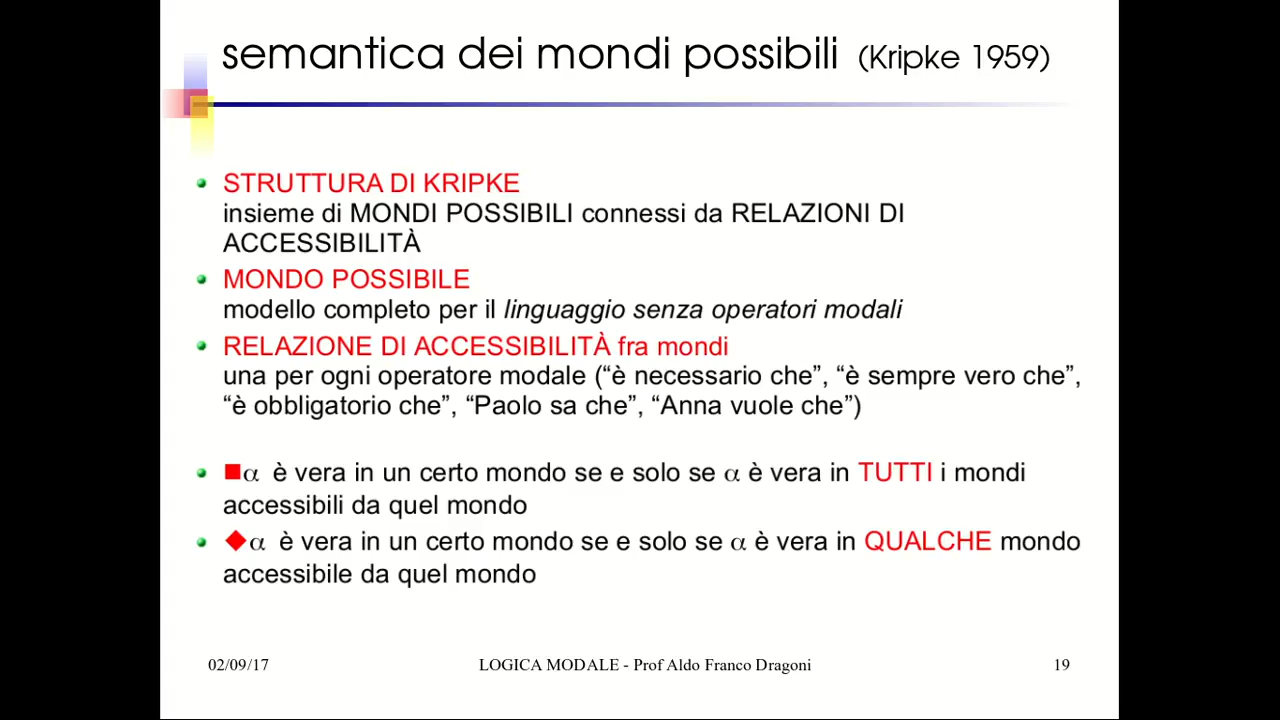 semantica dei mondi possibili (Kripke 1959)
STRUTTURA DI KRIPKE
insieme di MONDI POSSIBILI connessi da RELAZIONI DI
ACCESSIBILITÀ
MONDO POSSIBILE
modello completo per il linguaggio senza operatori modali
RELAZIONE DI ACCESSIBILITÀ fra mondi
una per ogni operatore modale (“è necessario che”, “è sempre vero che”,
“è obbligatorio che”, “Paolo sa che”, “Anna vuole che”)
■α è vera in un certo mondo se e solo se α è vera in TUTTI i mondi
accessibili da quel mondo
◆α è vera in un certo mondo se e solo se α è vera in QUALCHE mondo
accessibile da quel mondo
02/09/17 LOGICA MODALE - Prof Aldo Franco Dragoni 19